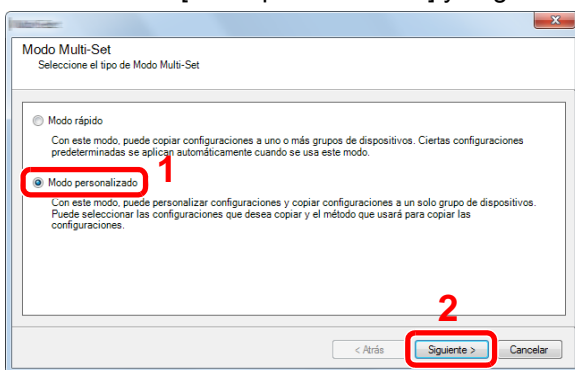 Modo Multi-Set
Seleccione el tipo de Modo Multi-Set
Modo rápido
Con este modo, puede copiar configuraciones a uno o más grupos de dispositivos. Ciertas configuraciones
predeterminadas se aplican automáticamente cuando se usa este modo.
1
Modo personalizado
Con este modo, puede personalizar configuraciones y copiar configuraciones a un solo grupo de dispositivos.
Puede seleccionar las configuraciones que desea copiar y el método que usará para copiar las
configuraciones.
2
< Atrás Siguiente > Cancelar